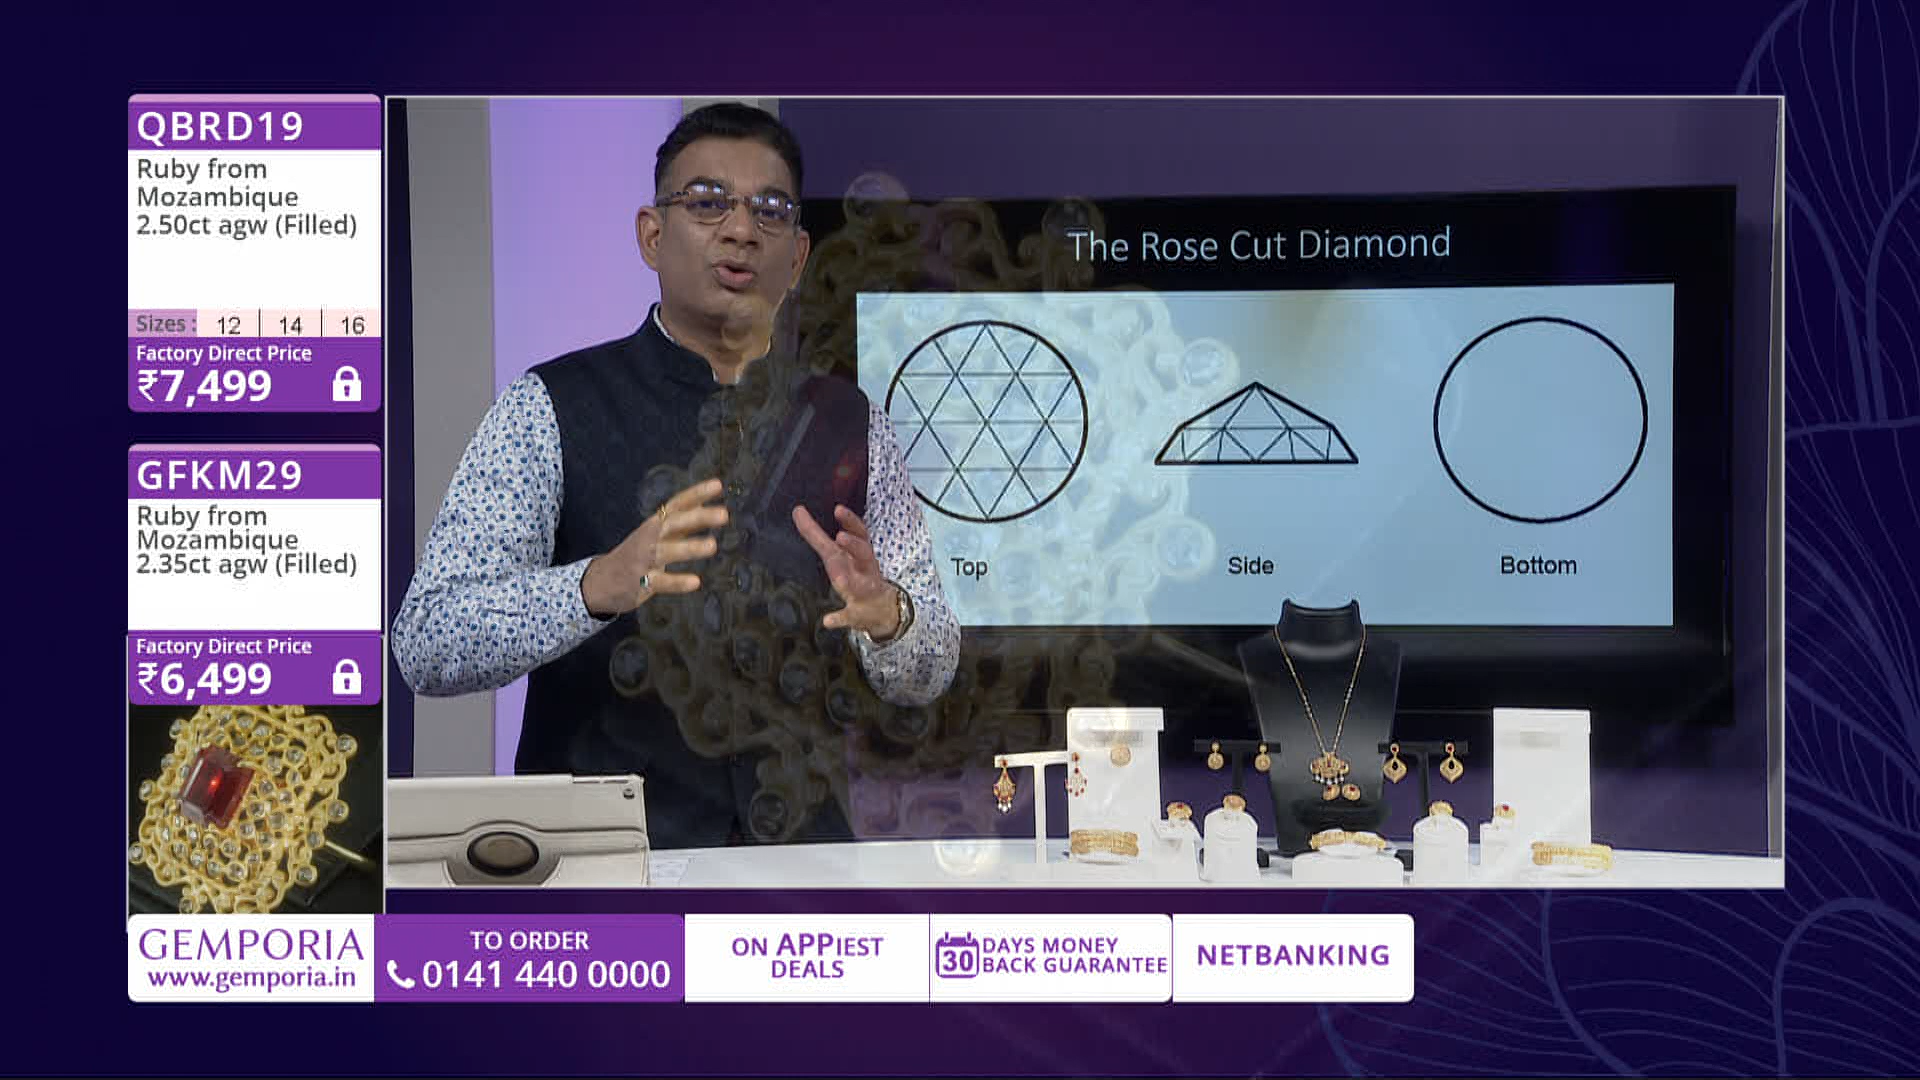 QBRD19
Ruby from
Mozambique
2.50ct agw (Filled)
Sizes : 12 14 16
Factory Direct Price
₹7,499
GFKM29
Ruby from
Mozambique
2.35ct agw (Filled)
Factory Direct Price
₹6,499
The Rose Cut Diamond
Top Side Bottom
GEMPORIA
www.gemporia.in
TO ORDER
0141 440 0000
ON APPIEST
DEALS
30 DAYS MONEY
BACK GUARANTEE
NETBANKING